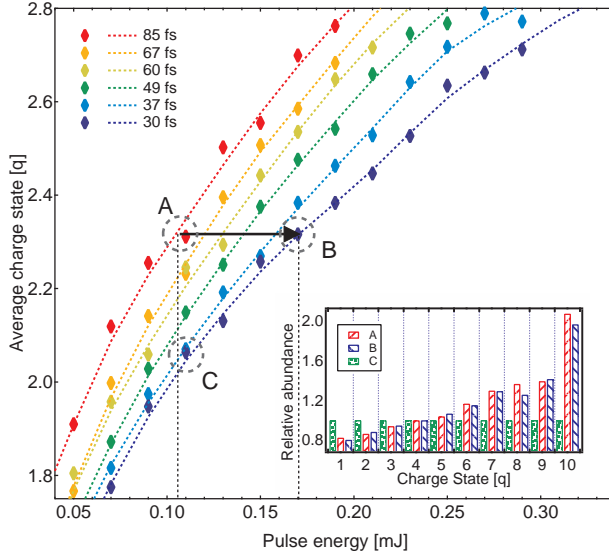 2.8
2.6
2.4
2.2
2.0
1.8
Average charge state [q]
85 fs
67 fs
60 fs
49 fs
37 fs
30 fs
A
B
C
2.0
1.6
1.2
0.8
Relative abundance
A
B
C
1 2 3 4 5 6 7 8 9 10
Charge State [q]
0.05 0.10 0.15 0.20 0.25 0.30
Pulse energy [mJ]